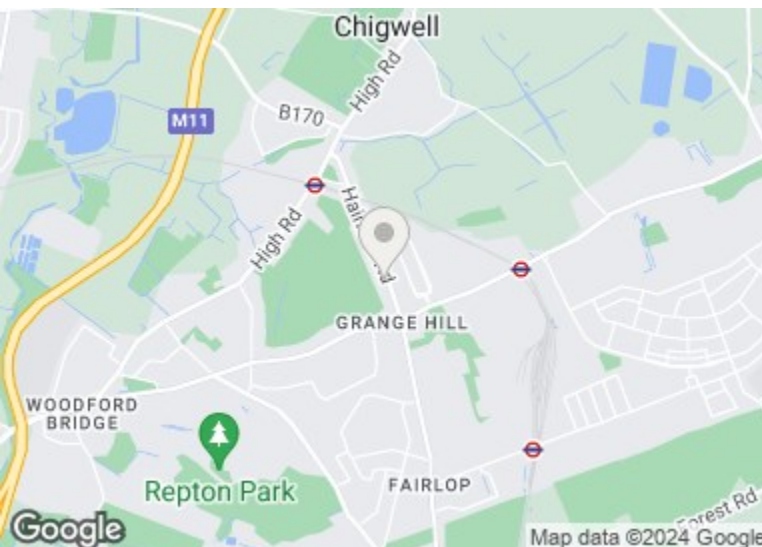 Chigwell
High Rd
B170
M11
High Rd
GRANGE HILL
WOODFORD
BRIDGE
Repton Park
FAIRLOP
Forest Rd
Google
Map data ©2024 Google